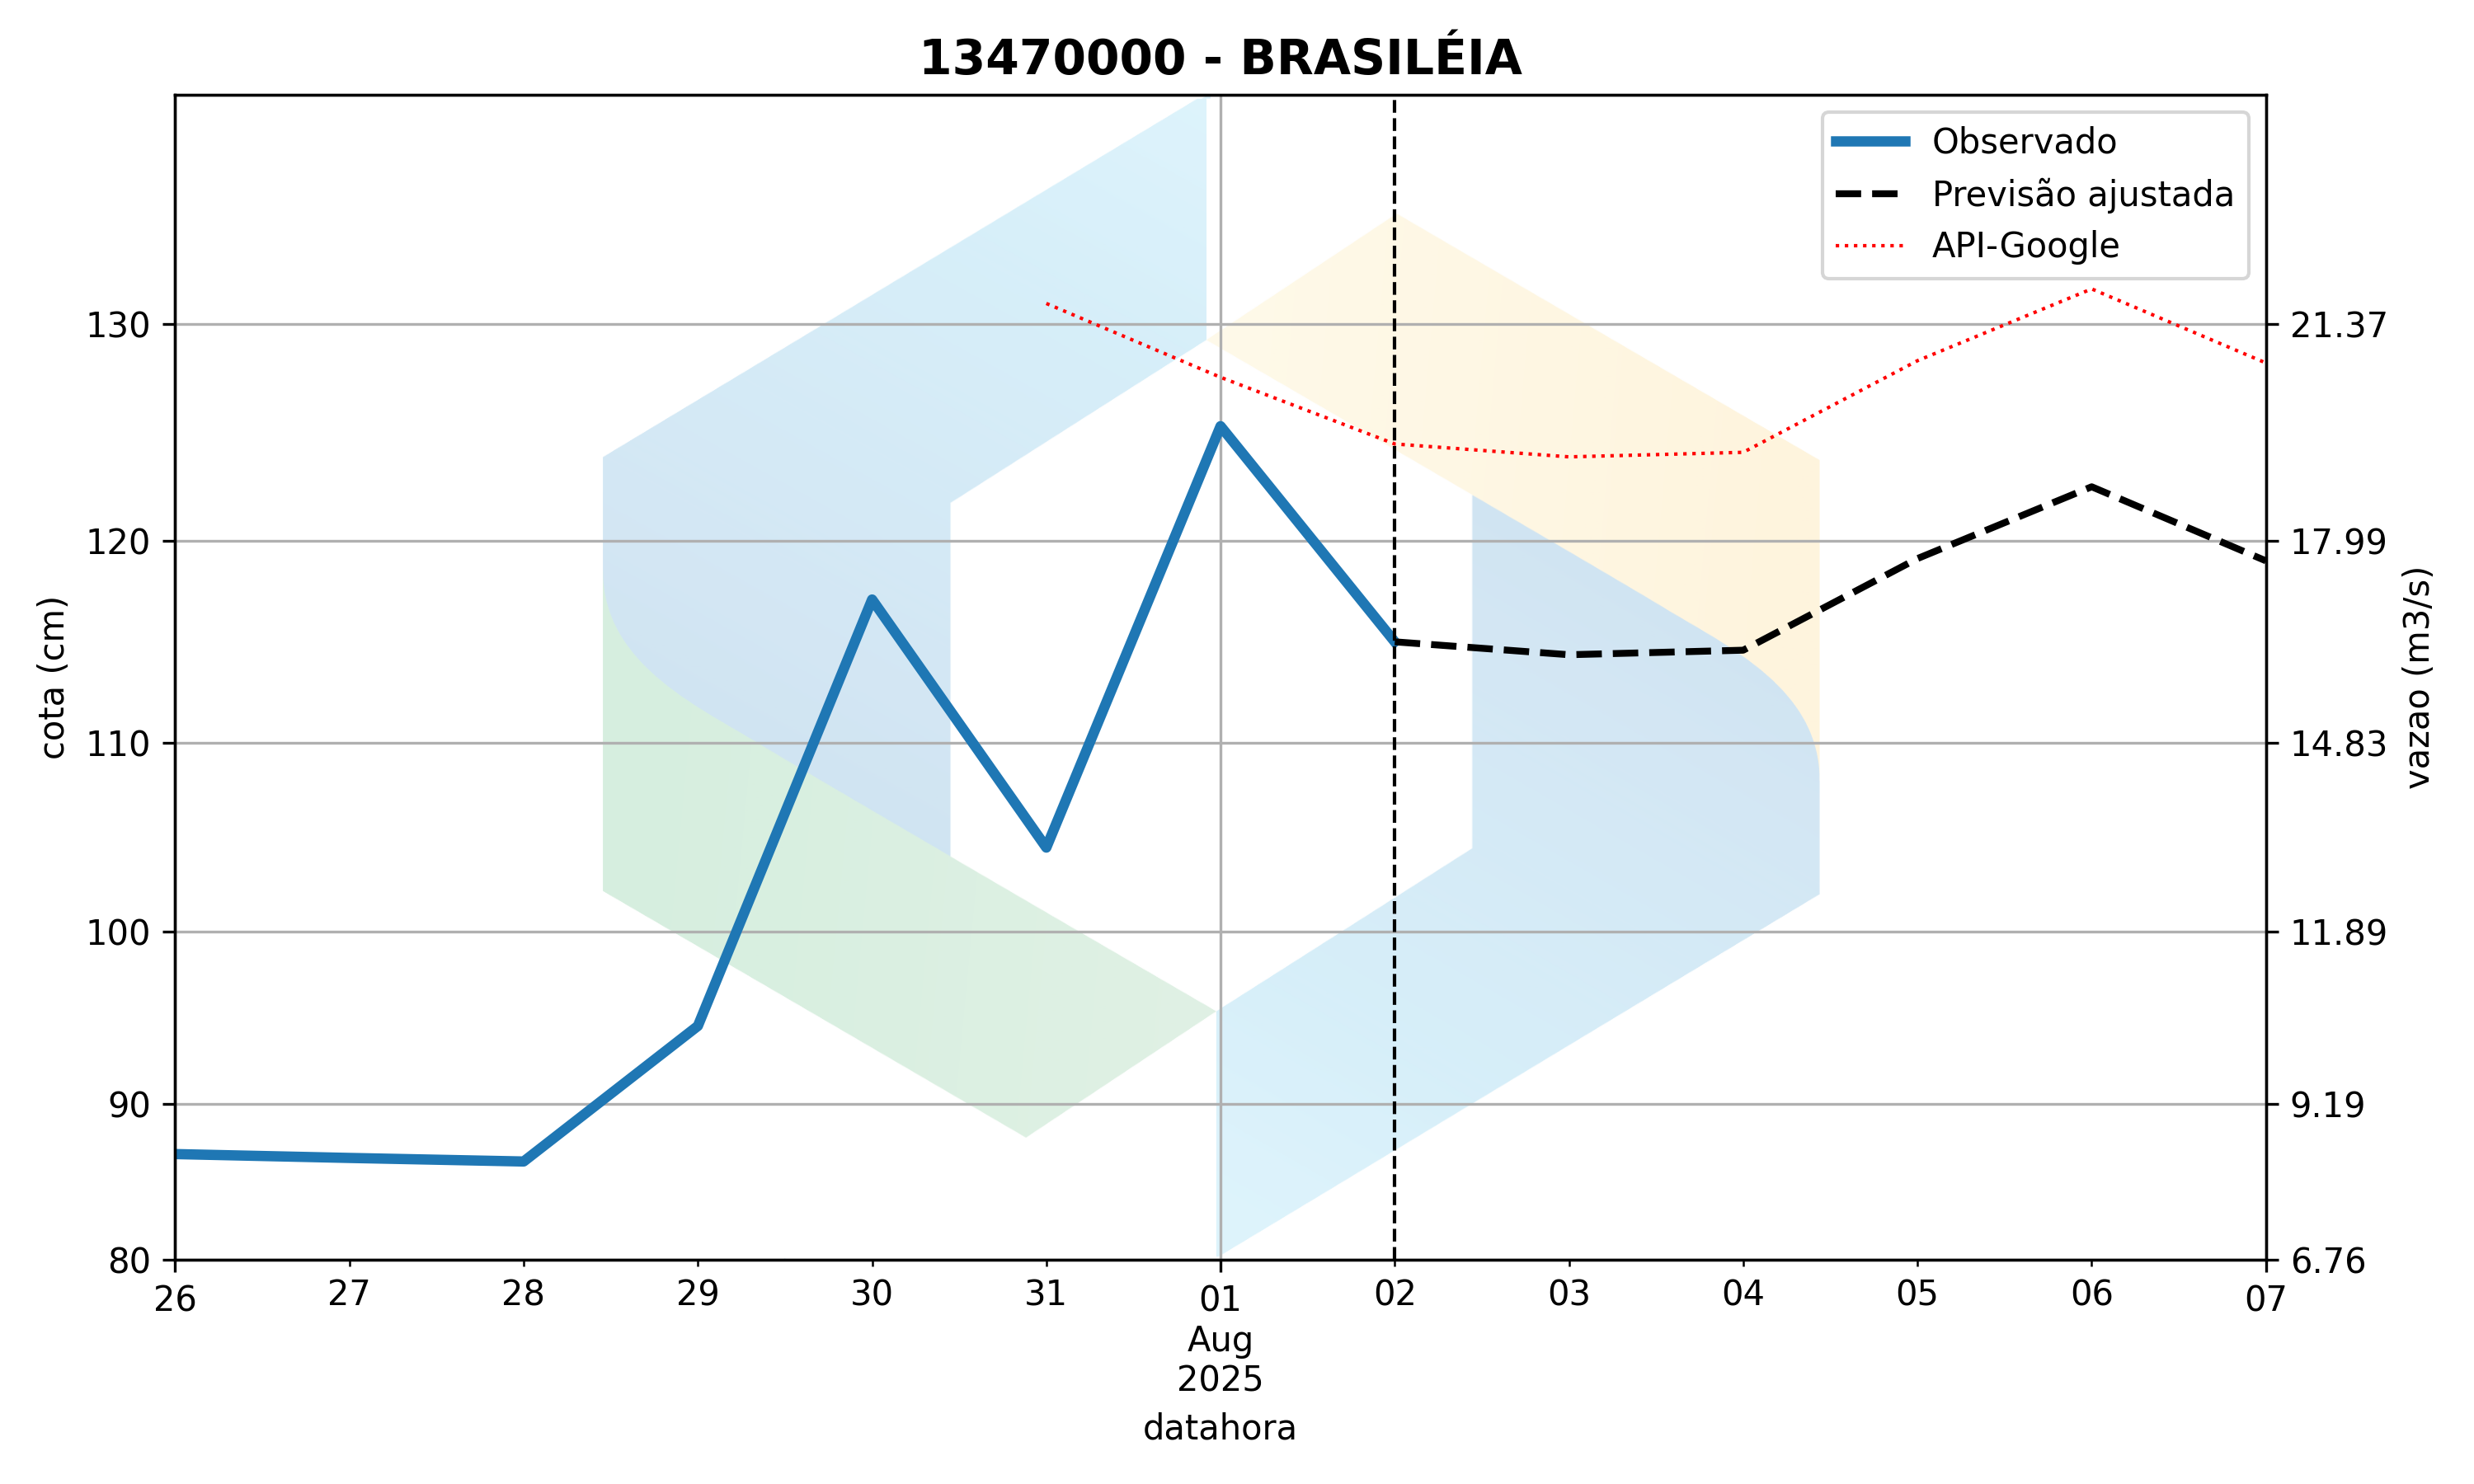 13470000 - BRASILÉIA
Observado
Previsão ajustada
API-Google
cota (cm)
130
120
110
100
90
80
21.37
17.99
14.83
11.89
9.19
6.76
vazao (m3/s)
26 27 28 29 30 31 01 02 03 04 05 06 07
Aug
2025
datahora